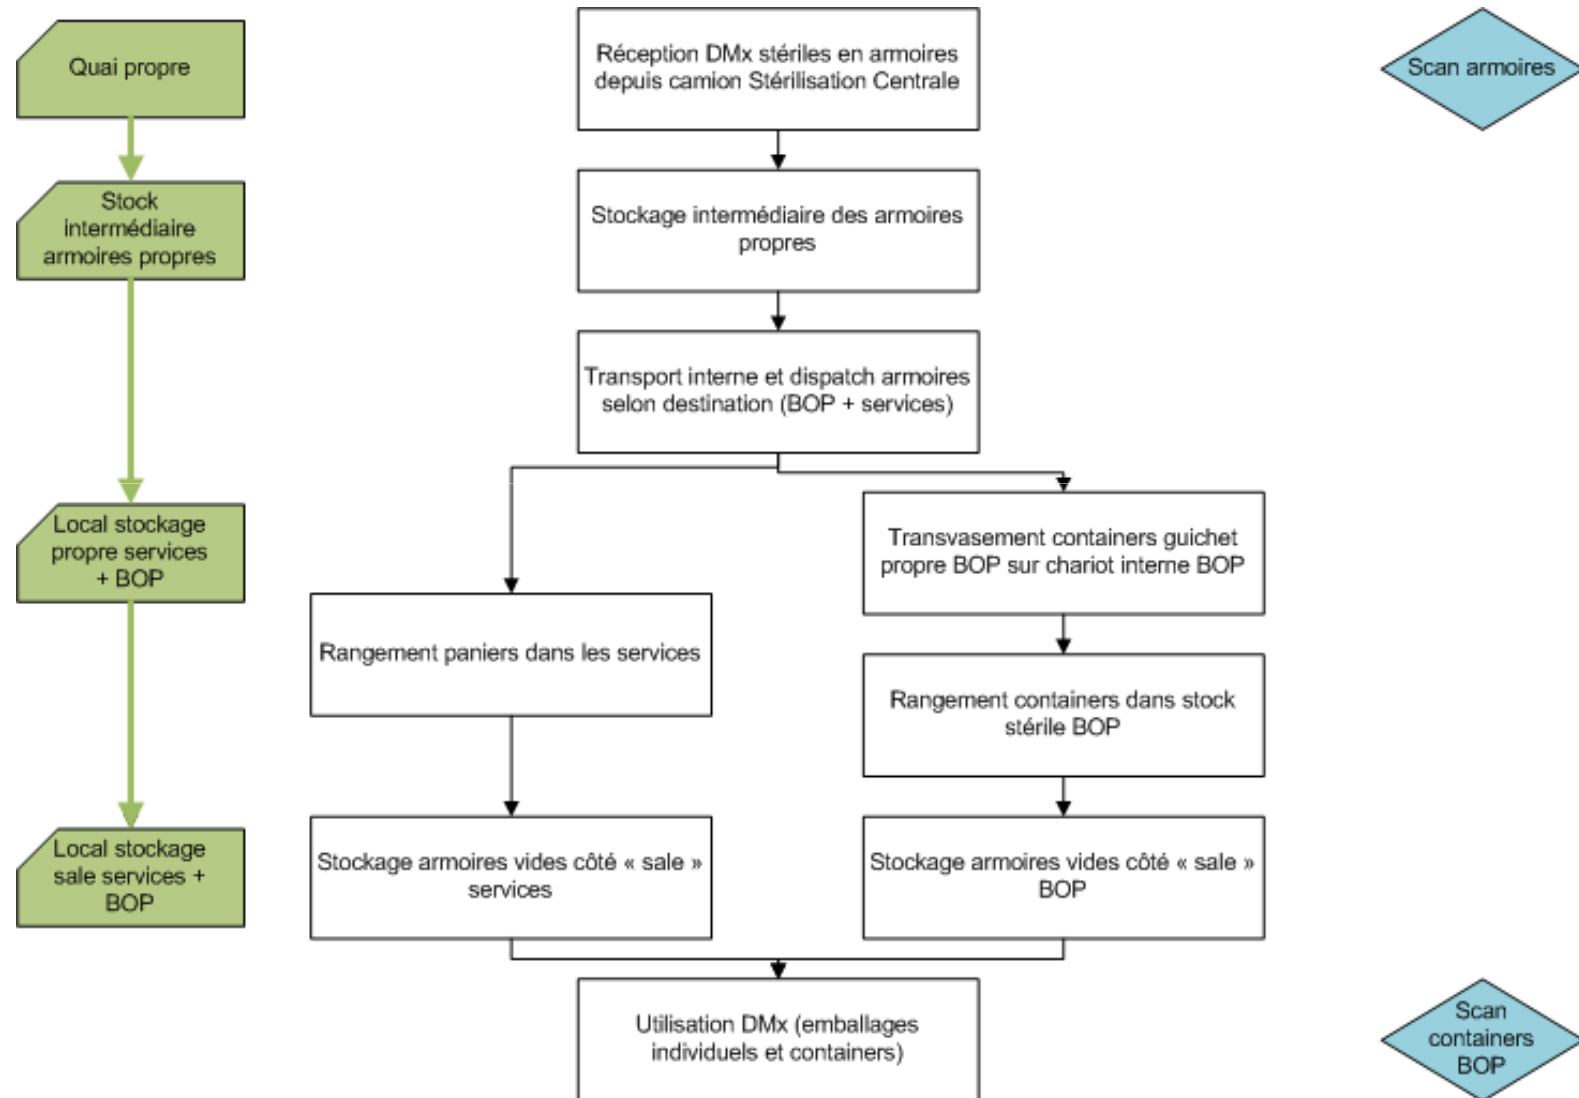 Quai propre
Réception DMx stériles en armoires
depuis camion Stérilisation Centrale
Scan armoires
Stock
intermédiaire
armoires propres
Stockage intermédiaire des armoires
propres
Transport interne et dispatch armoires
selon destination (BOP + services)
Local stockage
propre services
+ BOP
Transvasement containers guichet
propre BOP sur chariot interne BOP
Rangement paniers dans les services
Rangement containers dans stock
stérile BOP
Local stockage
sale services +
BOP
Stockage armoires vides côté « sale »
services
Stockage armoires vides côté « sale »
BOP
Utilisation DMx (emballages
individuels et containers)
Scan
containers
BOP